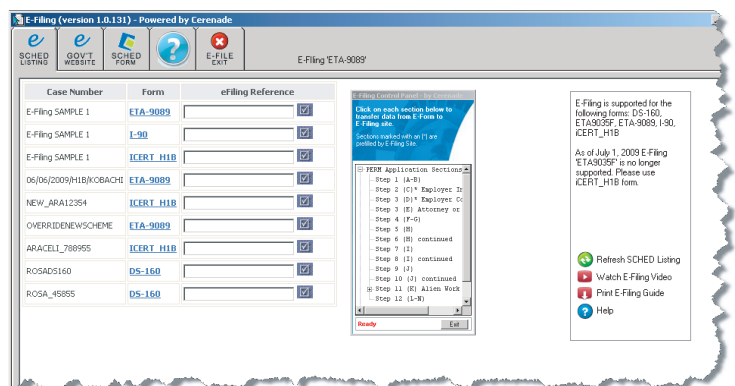 E-Filing (version 1.0.131) - Powered by Cerenade
SCHED LISTING
GOV'T WEBSITE
SCHED FORM
E-FILE EXIT
E-Filing 'ETA-9089'
Case Number Form eFiling Reference
E-Filing SAMPLE 1 ETA-9089
E-Filing SAMPLE 1 I-90
E-Filing SAMPLE 1 ICERT_H1B
06/06/2009/H1B/KOBACHI ETA-9089
NEW_ARA12354 ICERT_H1B
OVERRIDENEWSCHEME ETA-9089
ARACELI_788955 ICERT_H1B
ROSADS160 DS-160
ROSA_45855 DS-160
E-Filing Control Panel - by Cerenade
Click on each section below to
transfer data from E-Form to
E-Filing site.
Sections marked with an (*) are
prefilled by E-Filing Site
PERM Application Sections
Step 1 (A-B)
Step 2 (C)* Employer In
Step 3 (D)* Employer Co
Step 3 (E) Attorney or
Step 4 (F-G)
Step 5 (H)
Step 6 (H) continued
Step 7 (I)
Step 8 (I) continued
Step 9 (J)
Step 10 (J) continued
Step 11 (K) Alien Work
Step 12 (L-N)
Ready Exit
E-Filing is supported for the
following forms: DS-160,
ETA9035F, ETA-9089, I-90,
iCERT_H1B
As of July 1, 2009 E-Filing
'ETA9035F' is no longer
supported. Please use
iCERT_H1B form.
Refresh SCHED Listing
Watch E-Filing Video
Print E-Filing Guide
Help